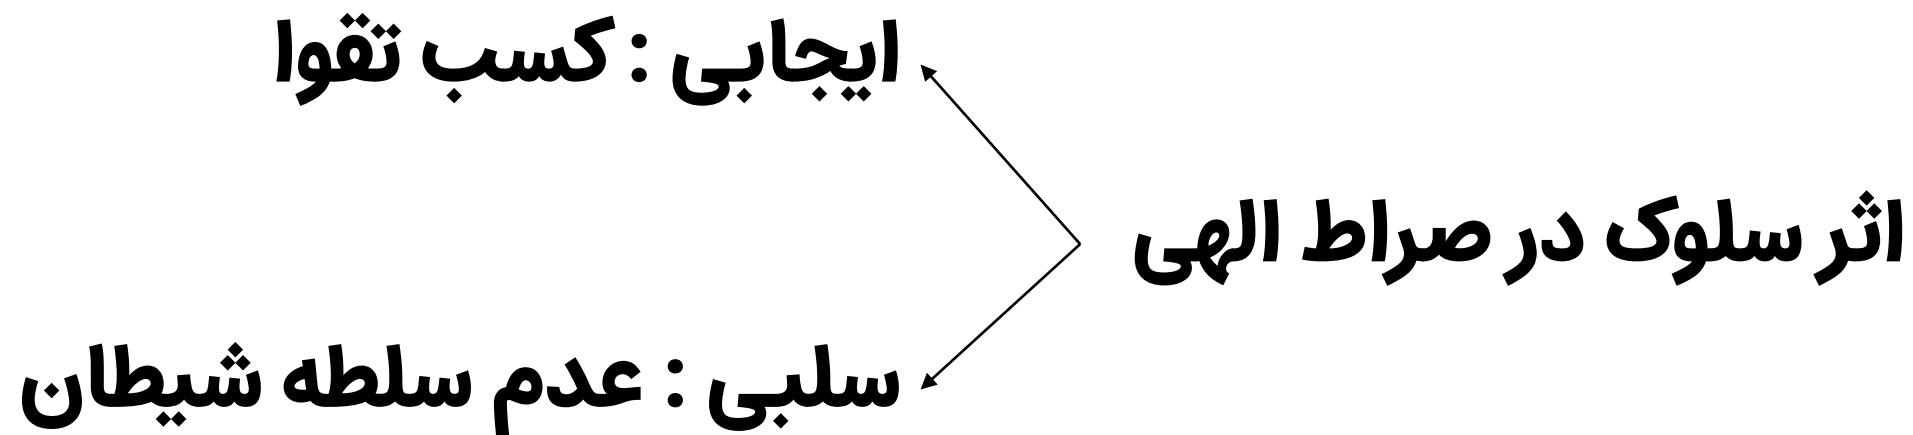 اثر سلوک در صراط الهی
ایجابی : کسب تقوا
سلبی : عدم سلطه شیطان